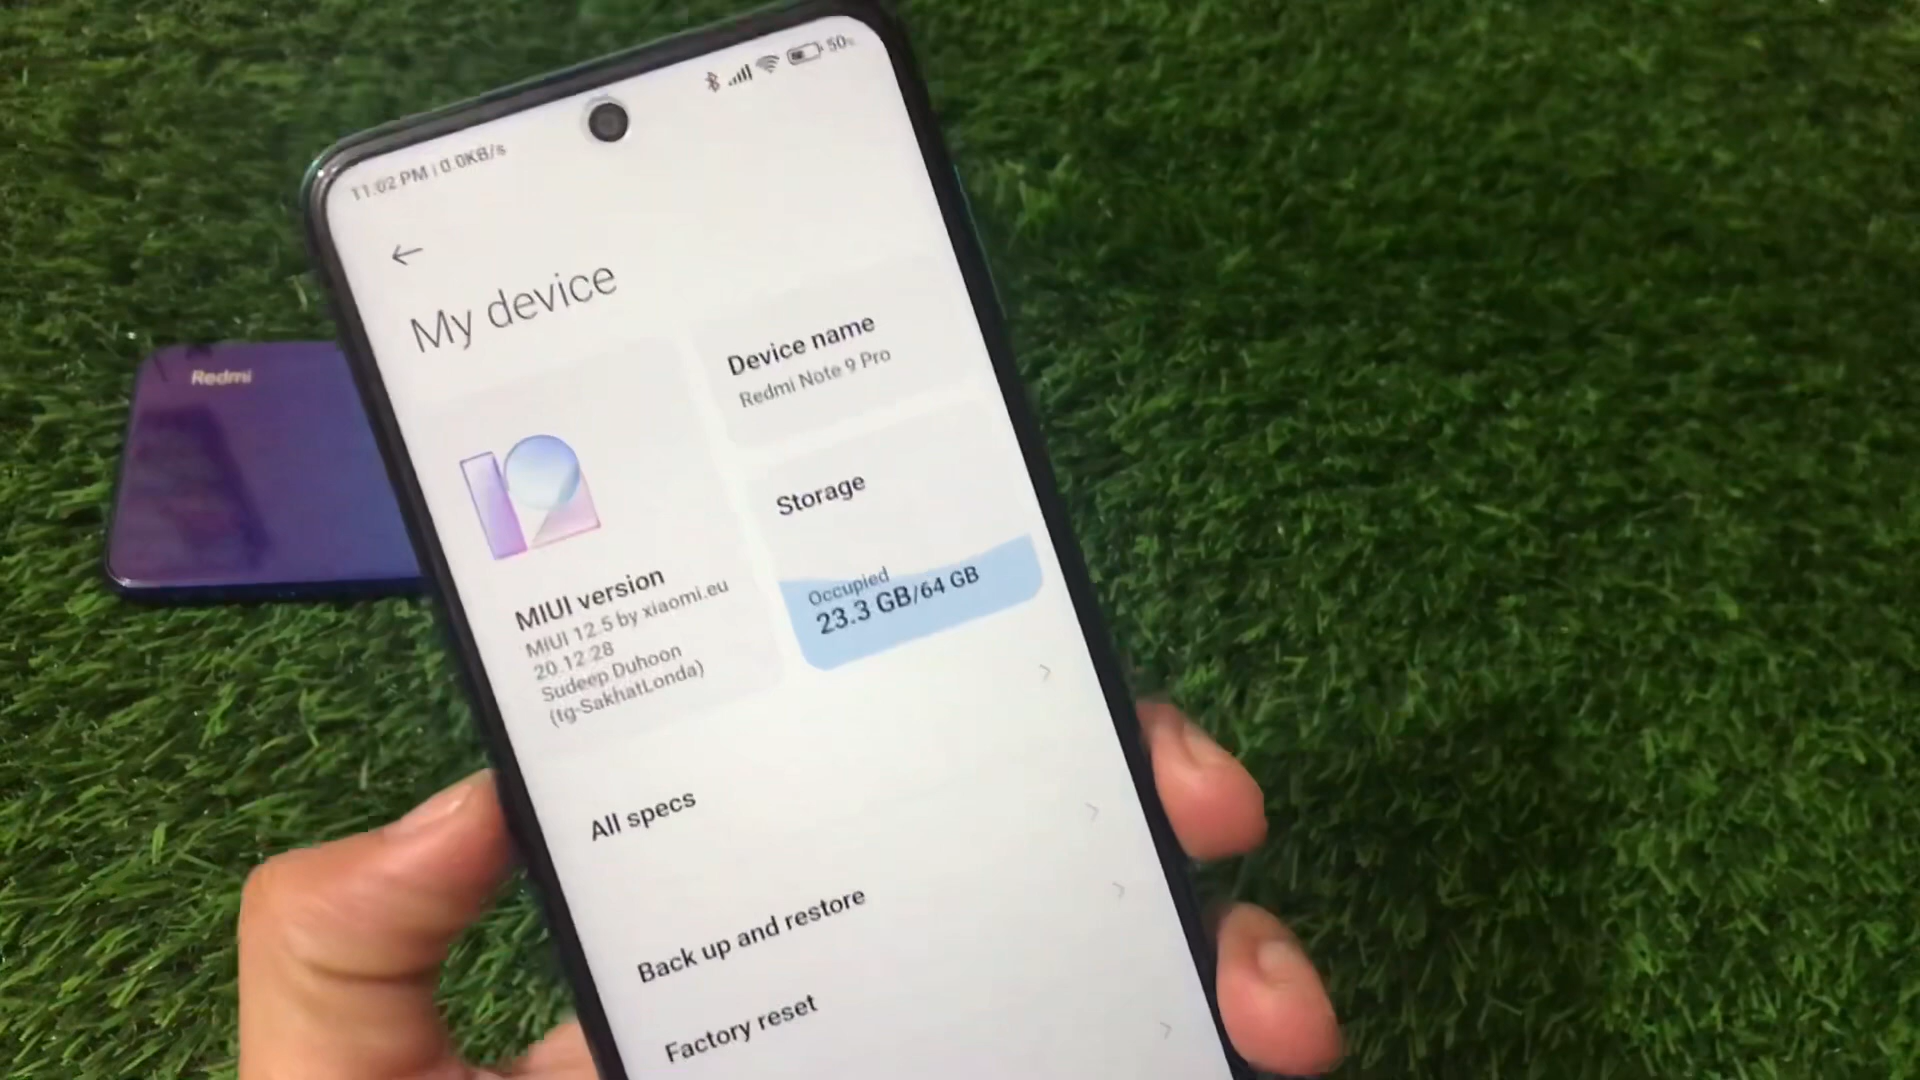 11:02 PM | 0.0KB/s
50%
My device
Device name
Redmi Note 9 Pro
Redmi
Storage
Occupied
23.3 GB/64 GB
MIUI version
MIUI 12.5 by xiaomi.eu
20.12.28
Sudeep Duhoon
(tg-SakhatLonda)
All specs
Back up and restore
Factory reset